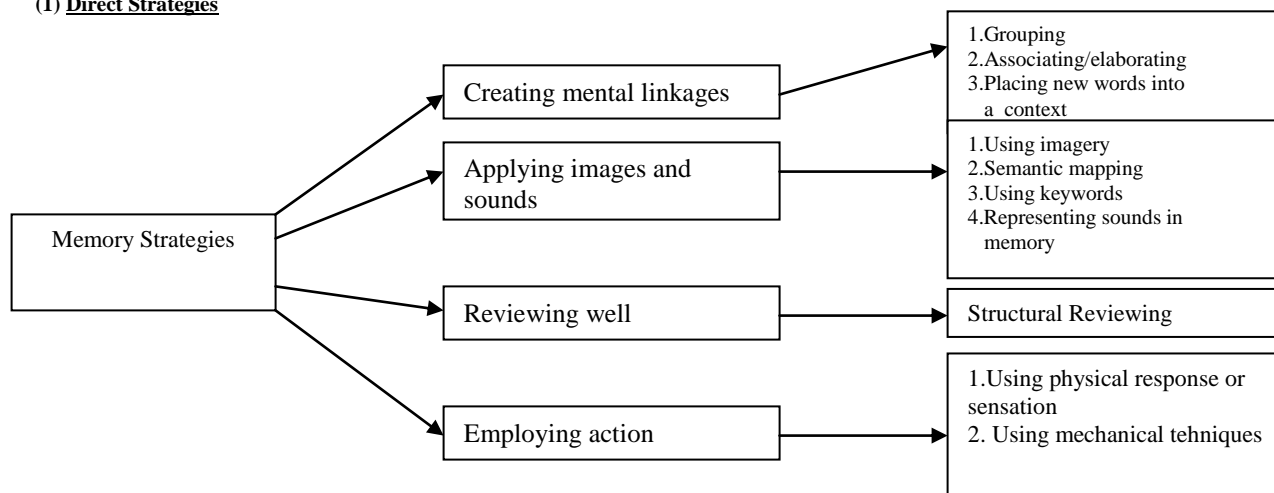 (1) Direct Strategies
1.Grouping
2.Associating/elaborating
3.Placing new words into
a context
Creating mental linkages
1.Using imagery
2.Semantic mapping
3.Using keywords
4.Representing sounds in
memory
Applying images and
sounds
Memory Strategies
Reviewing well
Structural Reviewing
1.Using physical response or
sensation
2. Using mechanical tehniques
Employing action